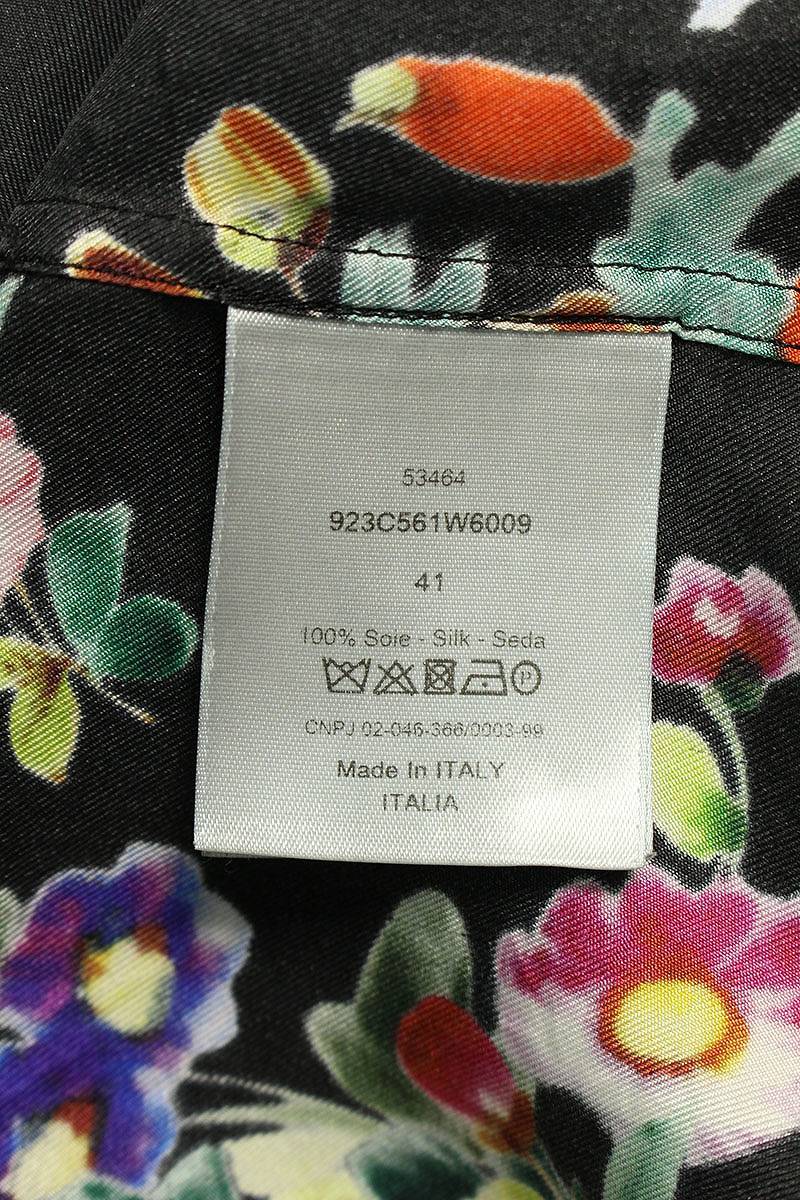 53464
923C561W6009
41
100% Soie - Silk - Seda
P
CNPJ 02-046-366/0003-99
Made In ITALY
ITALIA